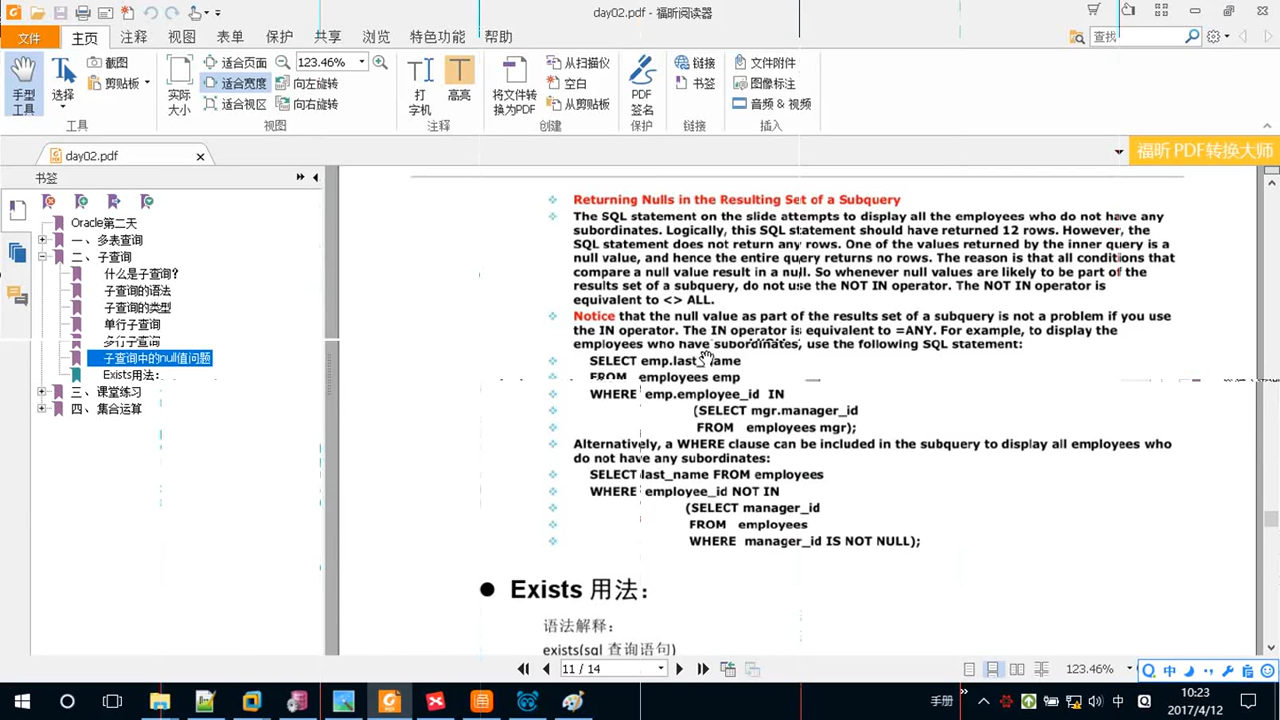 day02.pdf - 福昕阅读器
文件 主页 注释 视图 表单 保护 共享 浏览 特色功能 帮助
查找
手型
工具
选择
截图
剪贴板
工具
实际
大小
适合页面
适合宽度
适合视区
123.46%
向左旋转
向右旋转
视图
打
字机
高亮
注释
将文件转
换为PDF
从扫描仪
空白
从剪贴板
创建
PDF
签名
保护
链接
书签
链接
文件附件
图像标注
音频 & 视频
插入
day02.pdf
福昕 PDF转换大师
书签
Oracle第二天
一、多表查询
二、子查询
什么是子查询?
子查询的语法
子查询的类型
单行子查询
多行子查询
子查询中的null值问题
Exists用法:
三、课堂练习
四、集合运算
Returning Nulls in the Resulting Set of a Subquery
The SQL statement on the slide attempts to display all the employees who do not have any
subordinates. Logically, this SQL statement should have returned 12 rows. However, the
SQL statement does not return any rows. One of the values returned by the inner query is a
null value, and hence the entire query returns no rows. The reason is that all conditions that
compare a null value result in a null. So whenever null values are likely to be part of the
results set of a subquery, do not use the NOT IN operator. The NOT IN operator is
equivalent to <> ALL.
Notice that the null value as part of the results set of a subquery is not a problem if you use
the IN operator. The IN operator is equivalent to =ANY. For example, to display the
employees who have subordinates, use the following SQL statement:
SELECT emp.last_name
FROM employees emp
WHERE emp.employee_id IN
(SELECT mgr.manager_id
FROM employees mgr);
Alternatively, a WHERE clause can be included in the subquery to display all employees who
do not have any subordinates:
SELECT last_name FROM employees
WHERE employee_id NOT IN
(SELECT manager_id
FROM employees
WHERE manager_id IS NOT NULL);
● Exists 用法:
语法解释:
exists(sql 查询语句)
11 / 14
123.46%
中
手册
中
10:23
2017/4/12